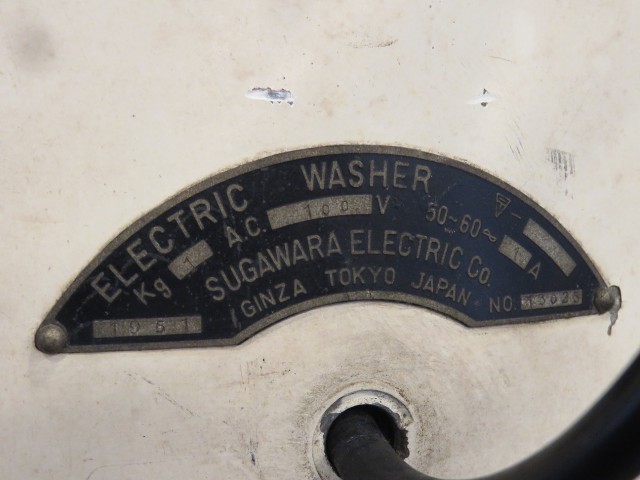 ELECTRIC WASHER
Kg 1 A.C. 100 V 50~60~ A
SUGAWARA ELECTRIC Co.
1951 GINZA TOKYO JAPAN NO.